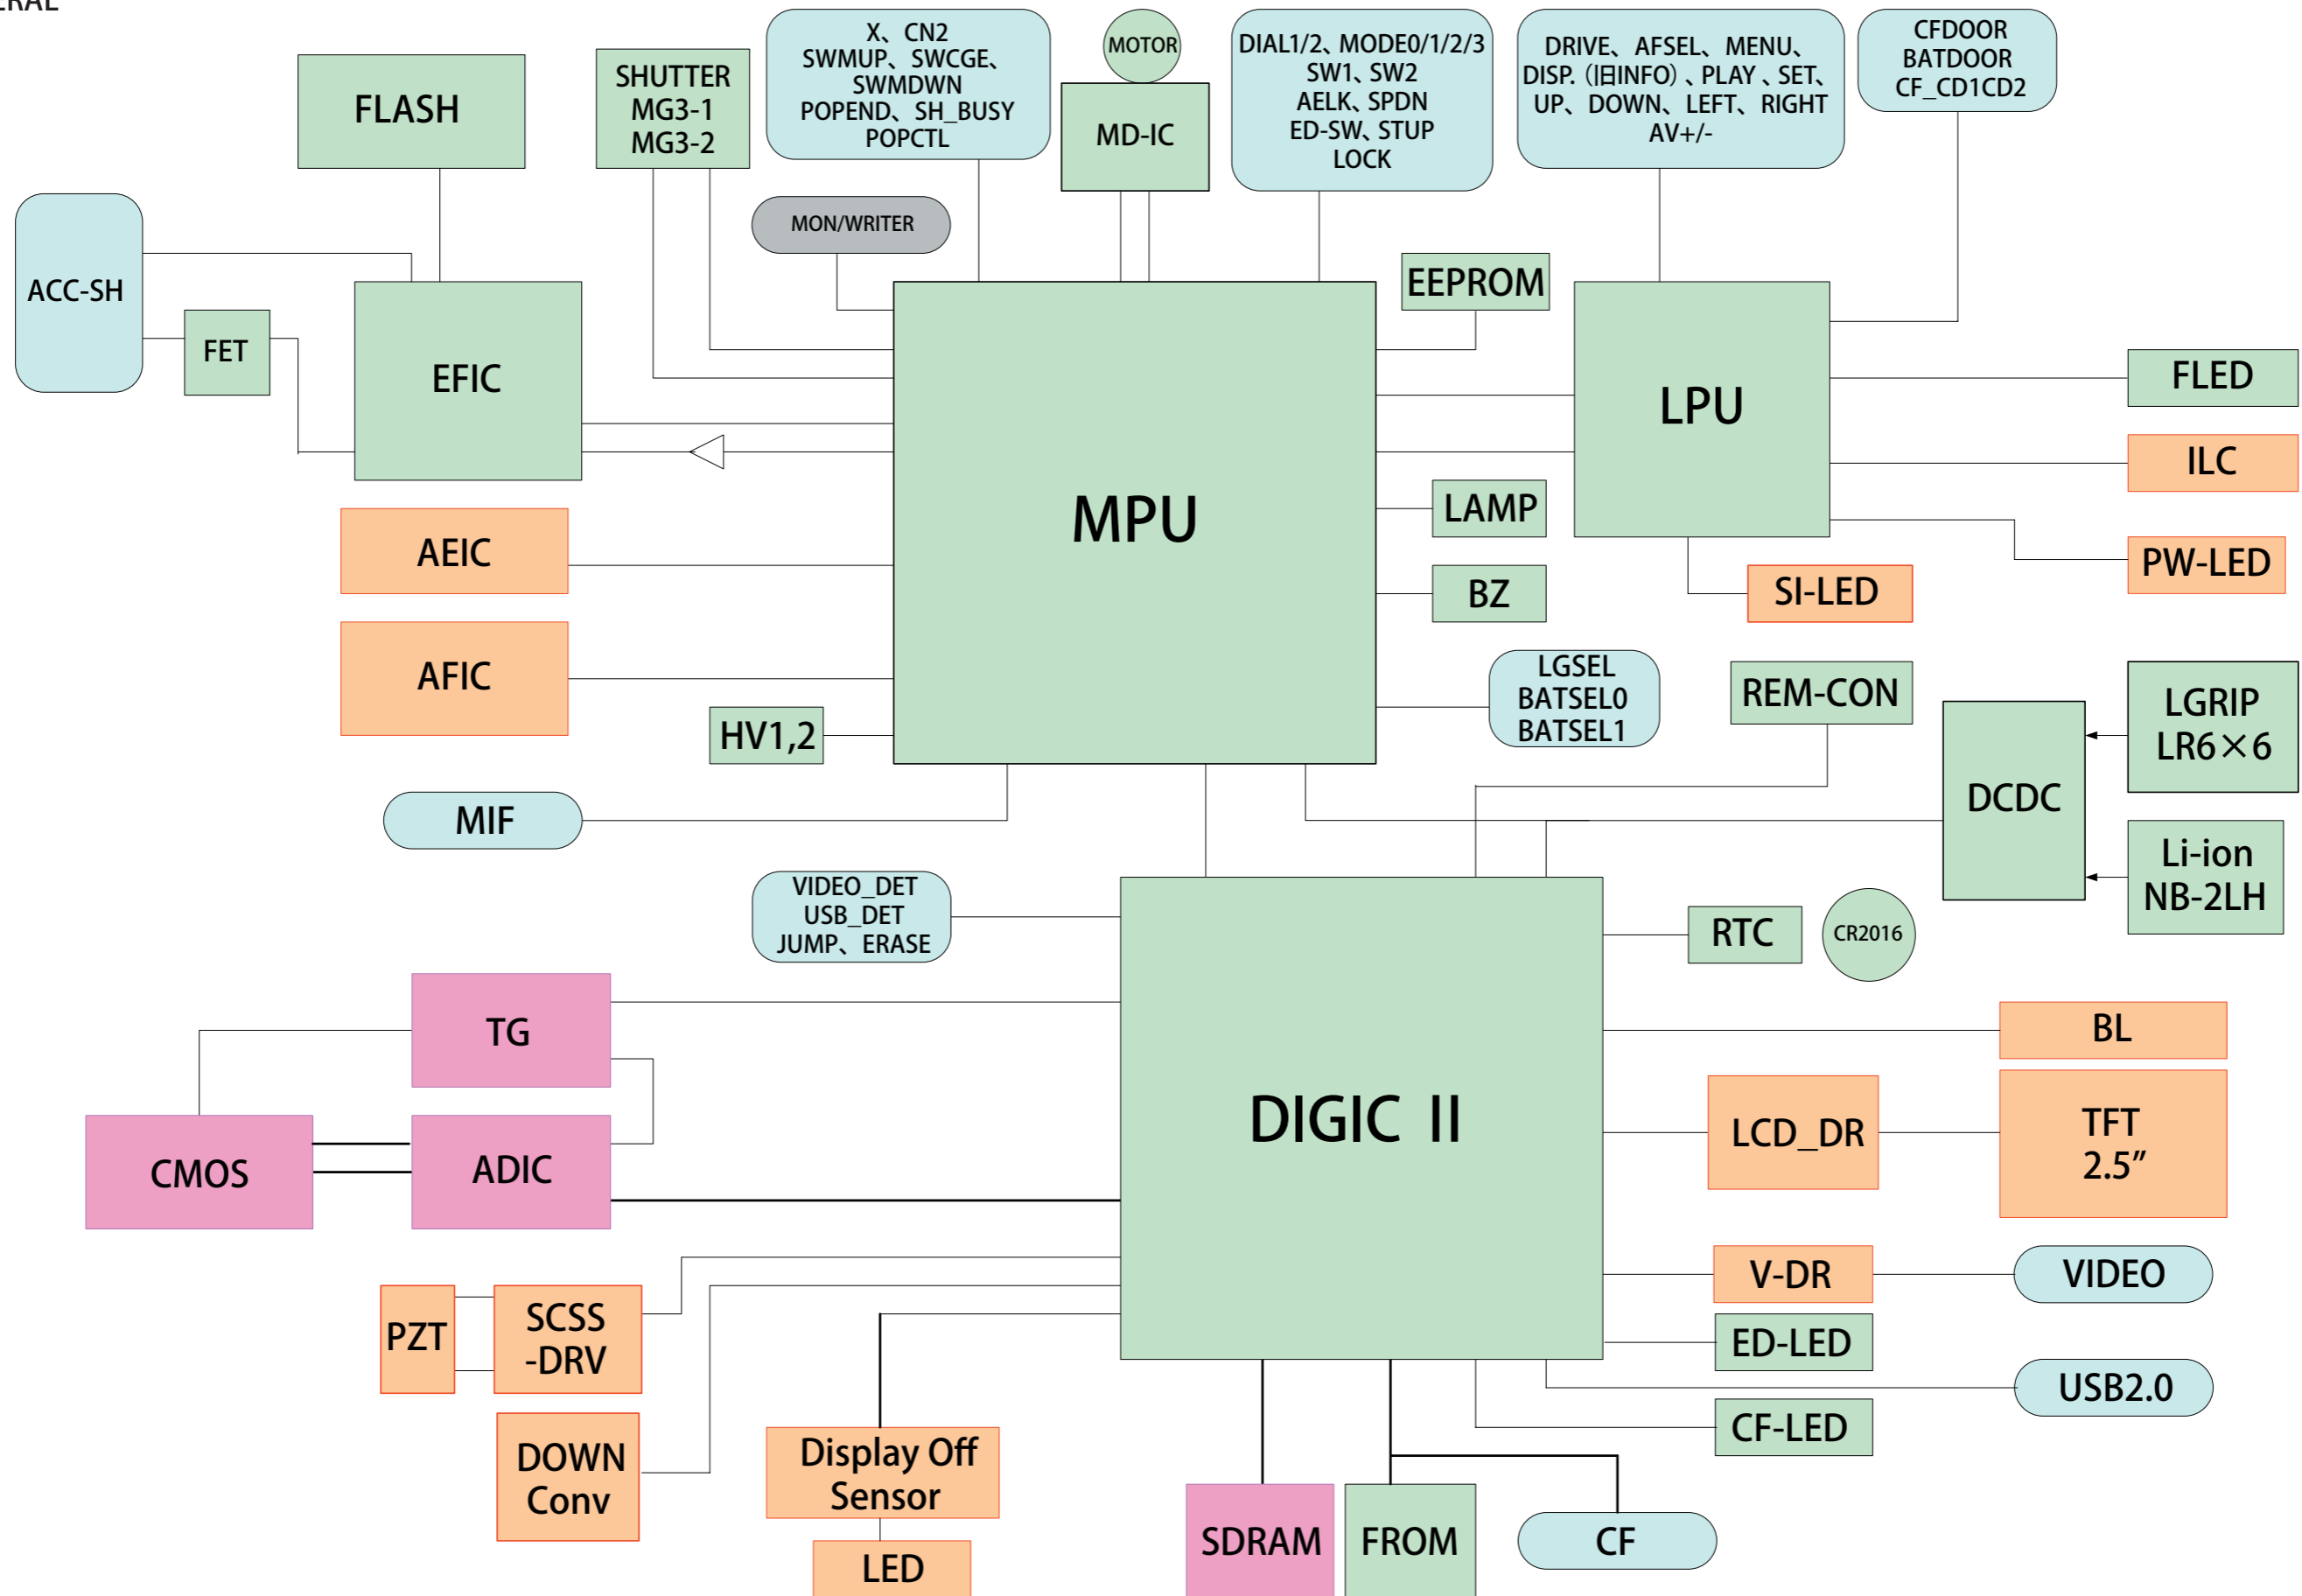 ERAL
FLASH
SHUTTER
MG3-1
MG3-2
X、CN2
SWMUP、SWCGE、
SWMDWN
POPEND、SH_BUSY
POPCTL
MOTOR
MD-IC
DIAL1/2、MODE0/1/2/3
SW1、SW2
AELK、SPDN
ED-SW、STUP
LOCK
DRIVE、AFSEL、MENU、
DISP.（旧INFO）、PLAY、SET、
UP、DOWN、LEFT、RIGHT
AV+/-
CFDOOR
BATDOOR
CF_CD1CD2
MON/WRITER
ACC-SH
FET
EFIC
EEPROM
MPU
LPU
FLED
ILC
PW-LED
SI-LED
LAMP
BZ
AEIC
AFIC
HV1,2
LGSEL
BATSEL0
BATSEL1
REM-CON
DCDC
LGRIP
LR6×6
Li-ion
NB-2LH
MIF
VIDEO_DET
USB_DET
JUMP、ERASE
DIGIC II
RTC
CR2016
TG
CMOS
ADIC
BL
LCD_DR
TFT
2.5″
V-DR
VIDEO
ED-LED
USB2.0
CF-LED
PZT
SCSS
-DRV
DOWN
Conv
Display Off
Sensor
LED
SDRAM
FROM
CF